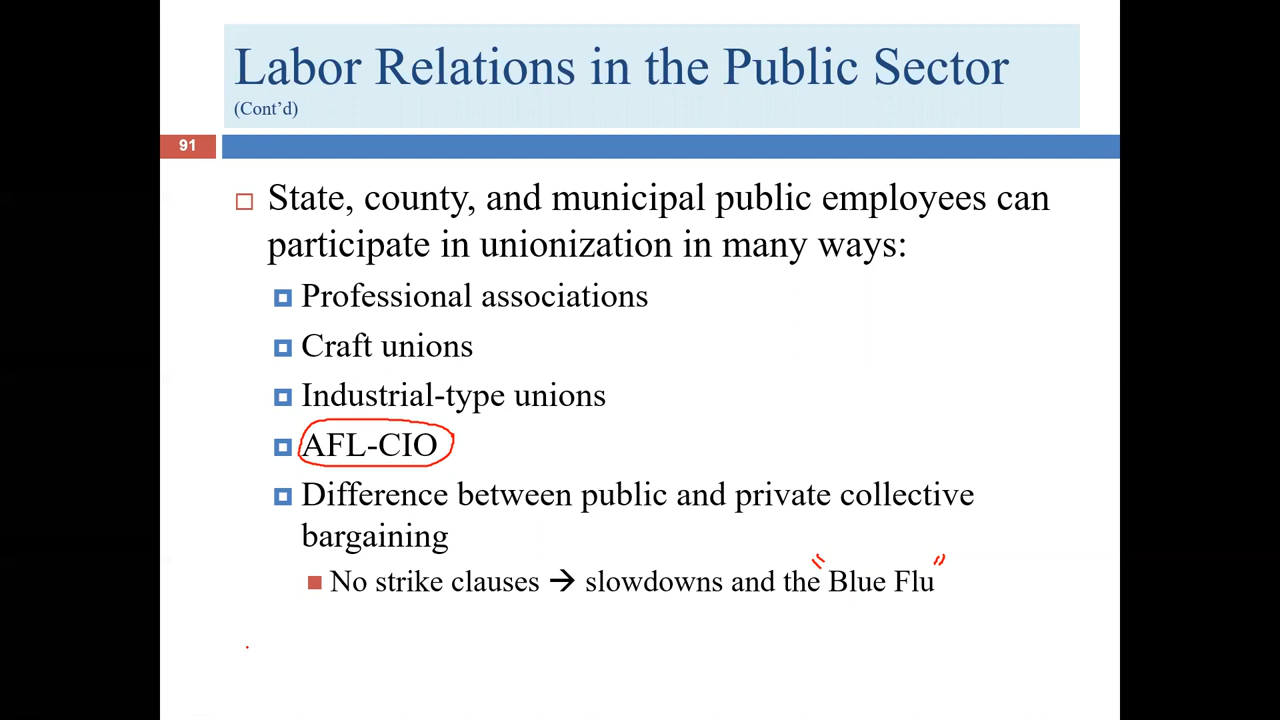 Labor Relations in the Public Sector
(Cont’d)
91
State, county, and municipal public employees can
participate in unionization in many ways:
Professional associations
Craft unions
Industrial-type unions
AFL-CIO
Difference between public and private collective
bargaining
No strike clauses → slowdowns and the "Blue Flu"